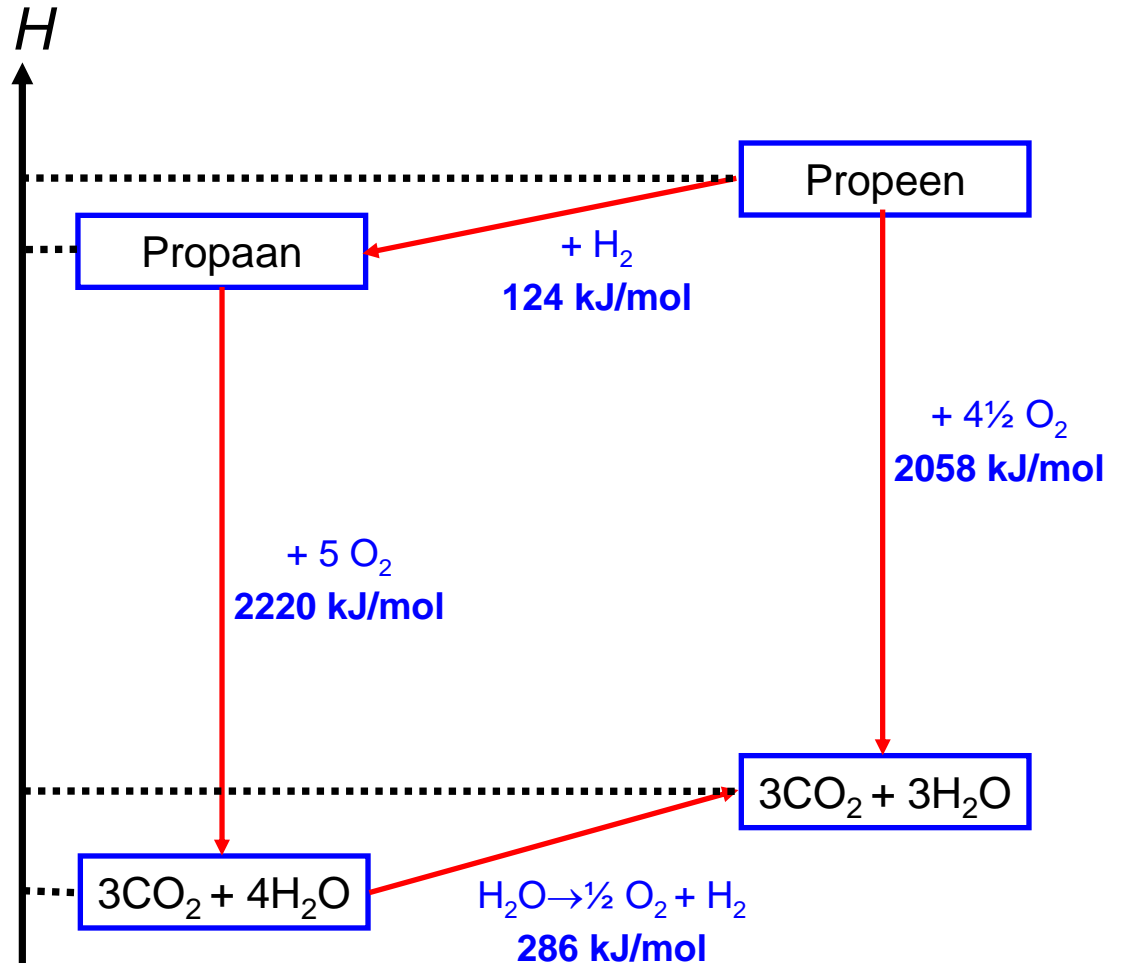 H
Propeen
Propaan
+ H₂
124 kJ/mol
+ 4½ O₂
2058 kJ/mol
+ 5 O₂
2220 kJ/mol
3CO₂ + 3H₂O
3CO₂ + 4H₂O
H₂O→½ O₂ + H₂
286 kJ/mol